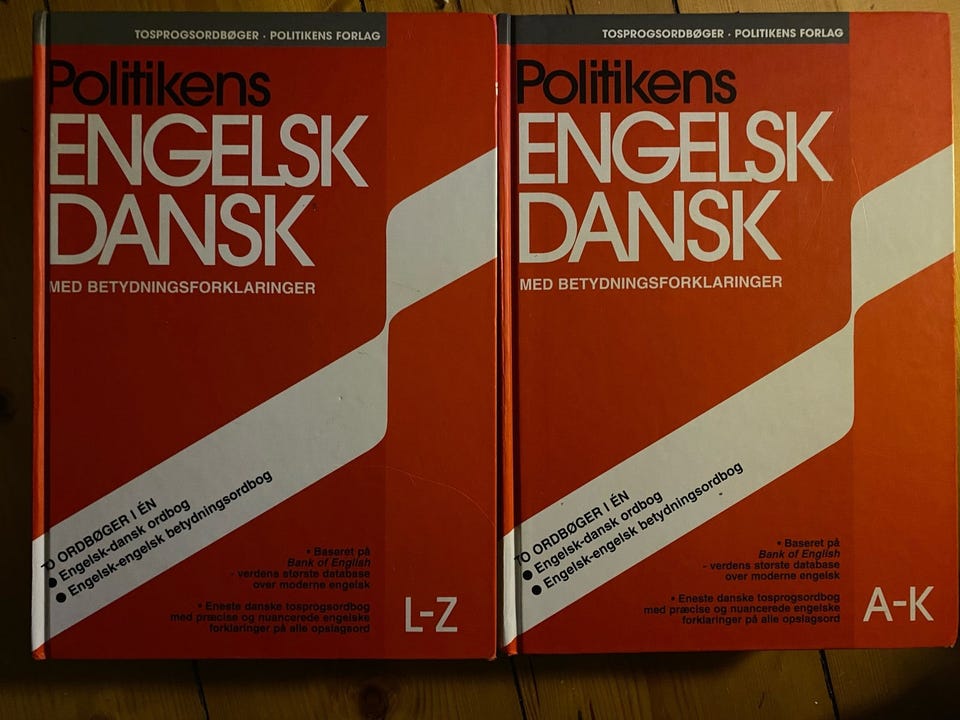 TOSPROGSORDBØGER · POLITIKENS FORLAG
Politikens
ENGELSK
DANSK
MED BETYDNINGSFORKLARINGER
TO ORDBØGER I ÉN
• Engelsk-dansk ordbog
• Engelsk-engelsk betydningsordbog
• Baseret på
Bank of English
- verdens største database
over moderne engelsk
• Eneste danske tosprogsordbog
med præcise og nuancerede engelske
forklaringer på alle opslagsord
L-Z
TOSPROGSORDBØGER · POLITIKENS FORLAG
Politikens
ENGELSK
DANSK
MED BETYDNINGSFORKLARINGER
TO ORDBØGER I ÉN
• Engelsk-dansk ordbog
• Engelsk-engelsk betydningsordbog
• Baseret på
Bank of English
- verdens største database
over moderne engelsk
• Eneste danske tosprogsordbog
med præcise og nuancerede engelske
forklaringer på alle opslagsord
A-K